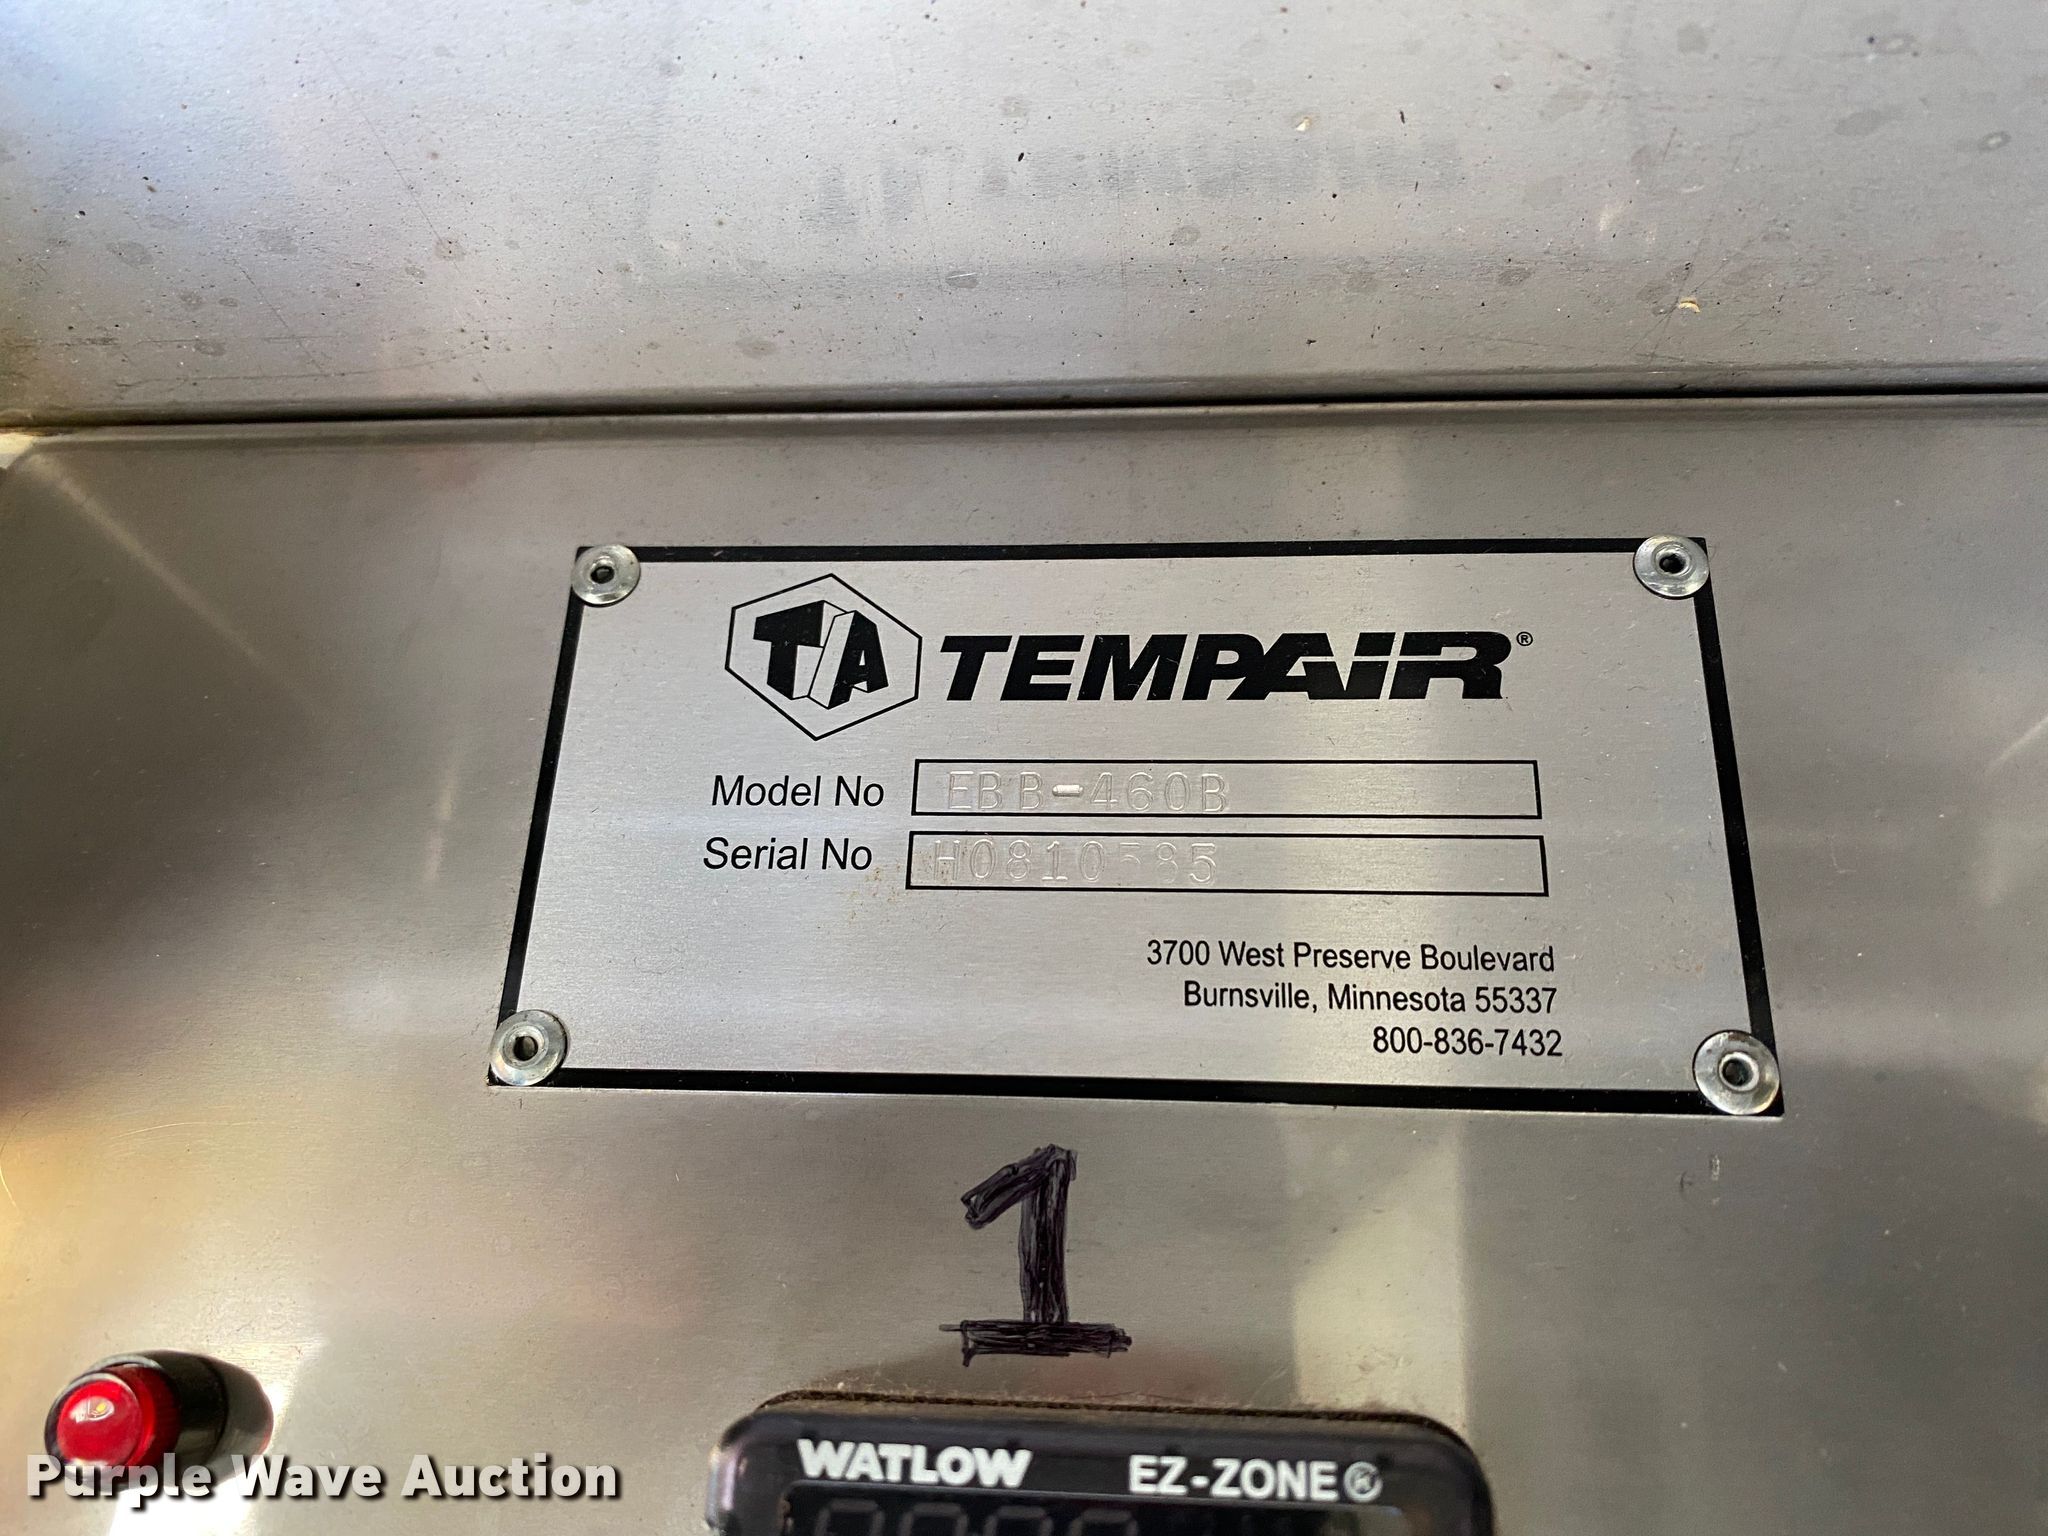 TA TEMPAIR®
Model No EBB-460B
Serial No H0810585
3700 West Preserve Boulevard
Burnsville, Minnesota 55337
800-836-7432
1
WATLOW EZ-ZONE®
Purple Wave Auction